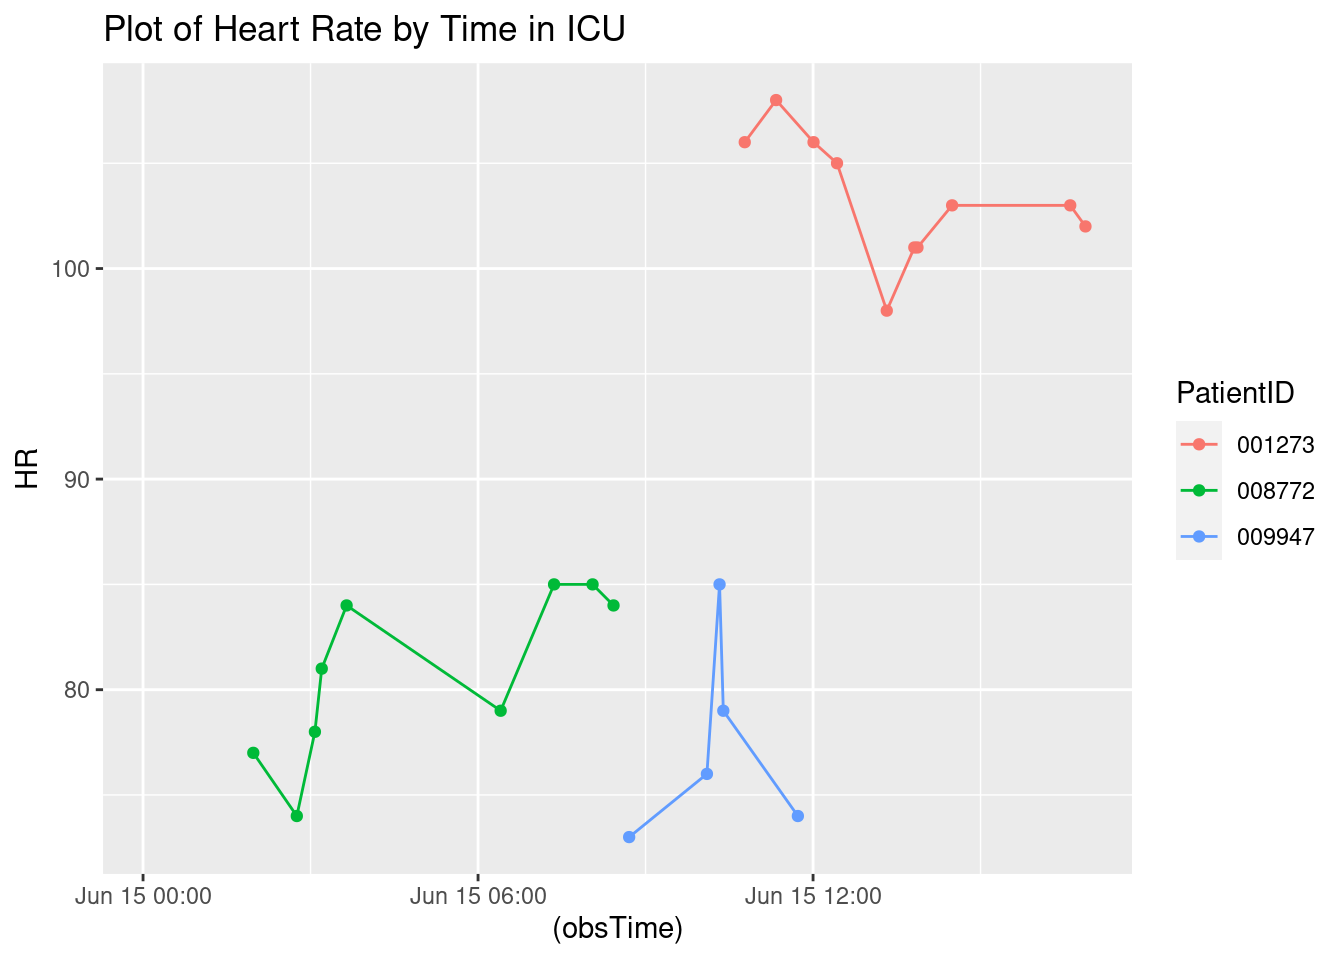 Plot of Heart Rate by Time in ICU
HR
100
90
80
Jun 15 00:00
Jun 15 06:00
Jun 15 12:00
(obsTime)
PatientID
001273
008772
009947